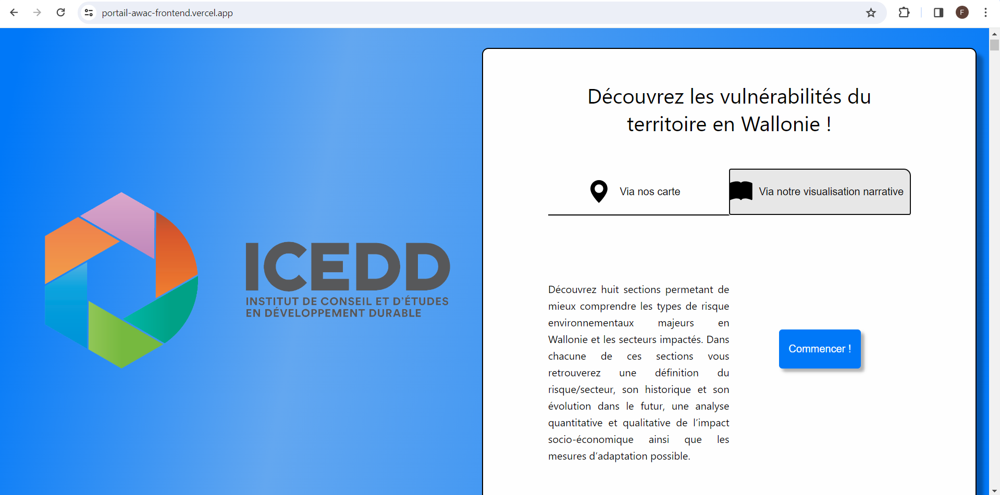 portail-awac-frontend.vercel.app
F
Découvrez les vulnérabilités du
territoire en Wallonie !
Via nos carte
Via notre visualisation narrative
ICEDD
INSTITUT DE CONSEIL ET D'ÉTUDES
EN DÉVELOPPEMENT DURABLE
Découvrez huit sections permetant de
mieux comprendre les types de risque
environnementaux majeurs en
Wallonie et les secteurs impactés. Dans
chacune de ces sections vous
retrouverez une définition du
risque/secteur, son historique et son
évolution dans le futur, une analyse
quantitative et qualitative de l’impact
socio-économique ainsi que les
mesures d’adaptation possible.
Commencer !